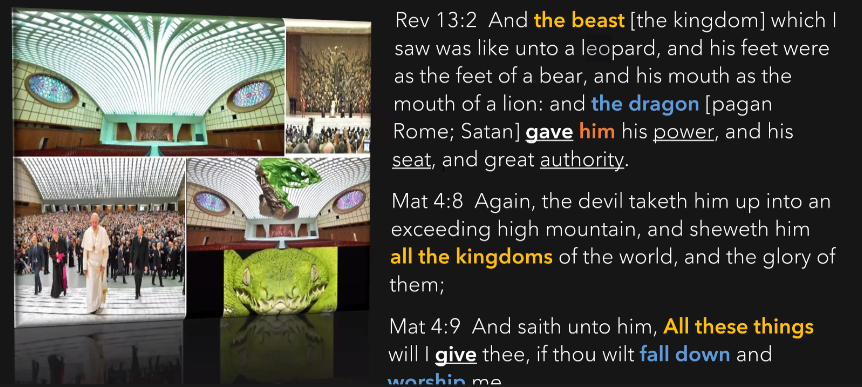 Rev 13:2 And the beast [the kingdom] which I
saw was like unto a leopard, and his feet were
as the feet of a bear, and his mouth as the
mouth of a lion: and the dragon [pagan
Rome; Satan] gave him his power, and his
seat, and great authority.
Mat 4:8 Again, the devil taketh him up into an
exceeding high mountain, and sheweth him
all the kingdoms of the world, and the glory of
them;
Mat 4:9 And saith unto him, All these things
will I give thee, if thou wilt fall down and
worship me.